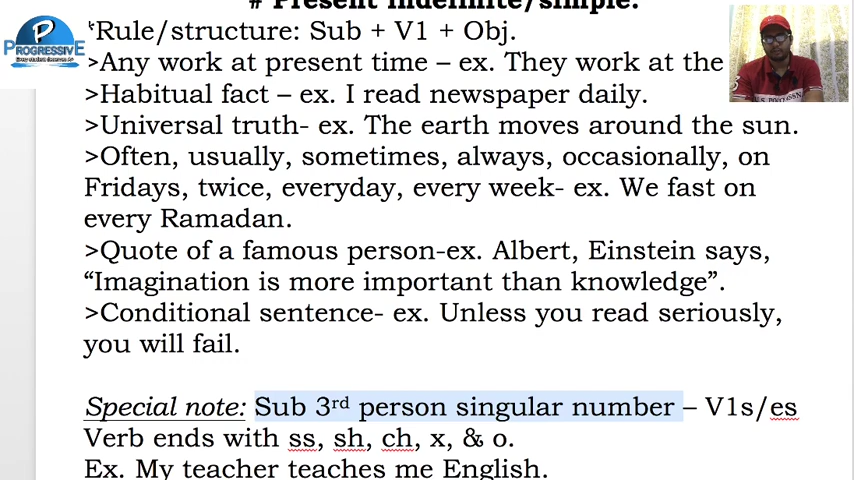 # Present Indefinite/simple:
*Rule/structure: Sub + V1 + Obj.
PROGRESSIVE
>Any work at present time – ex. They work at the
>Habitual fact – ex. I read newspaper daily.
>Universal truth- ex. The earth moves around the sun.
>Often, usually, sometimes, always, occasionally, on
Fridays, twice, everyday, every week- ex. We fast on
every Ramadan.
>Quote of a famous person-ex. Albert, Einstein says,
“Imagination is more important than knowledge”.
>Conditional sentence- ex. Unless you read seriously,
you will fail.
Special note: Sub 3rd person singular number – V1s/es
Verb ends with ss, sh, ch, x, & o.
Ex. My teacher teaches me English.